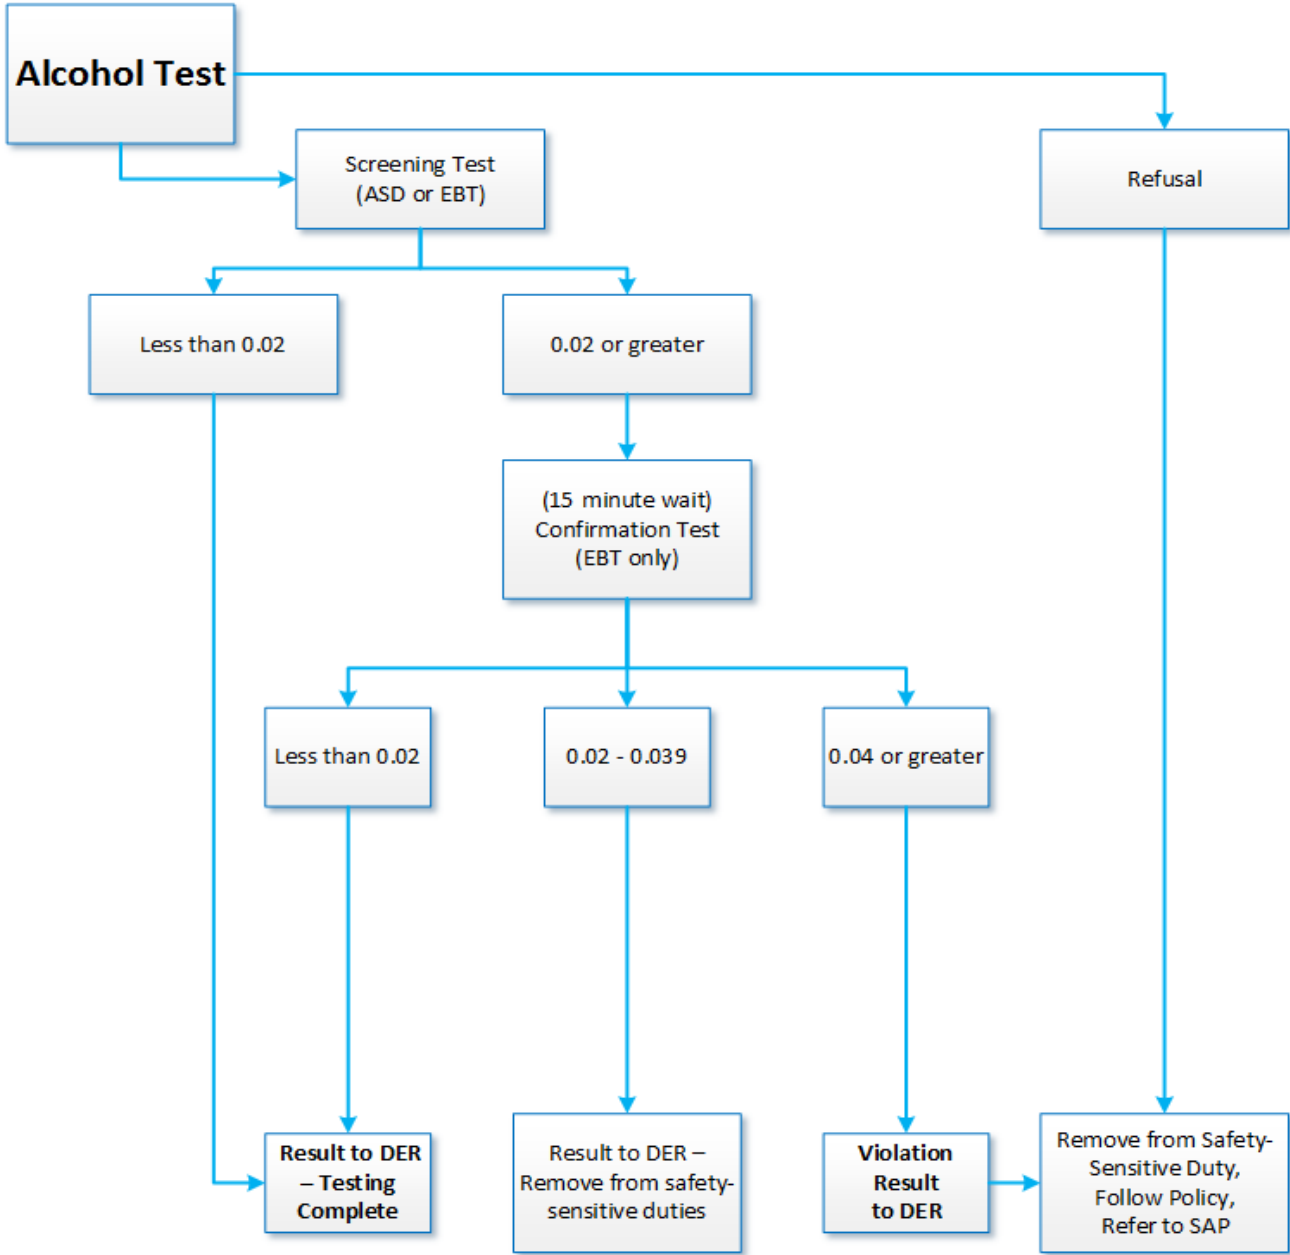 Alcohol Test
Screening Test
(ASD or EBT)
Refusal
Less than 0.02
0.02 or greater
(15 minute wait)
Confirmation Test
(EBT only)
Less than 0.02
0.02 - 0.039
0.04 or greater
Result to DER
– Testing
Complete
Result to DER –
Remove from safety-
sensitive duties
Violation
Result
to DER
Remove from Safety-
Sensitive Duty,
Follow Policy,
Refer to SAP